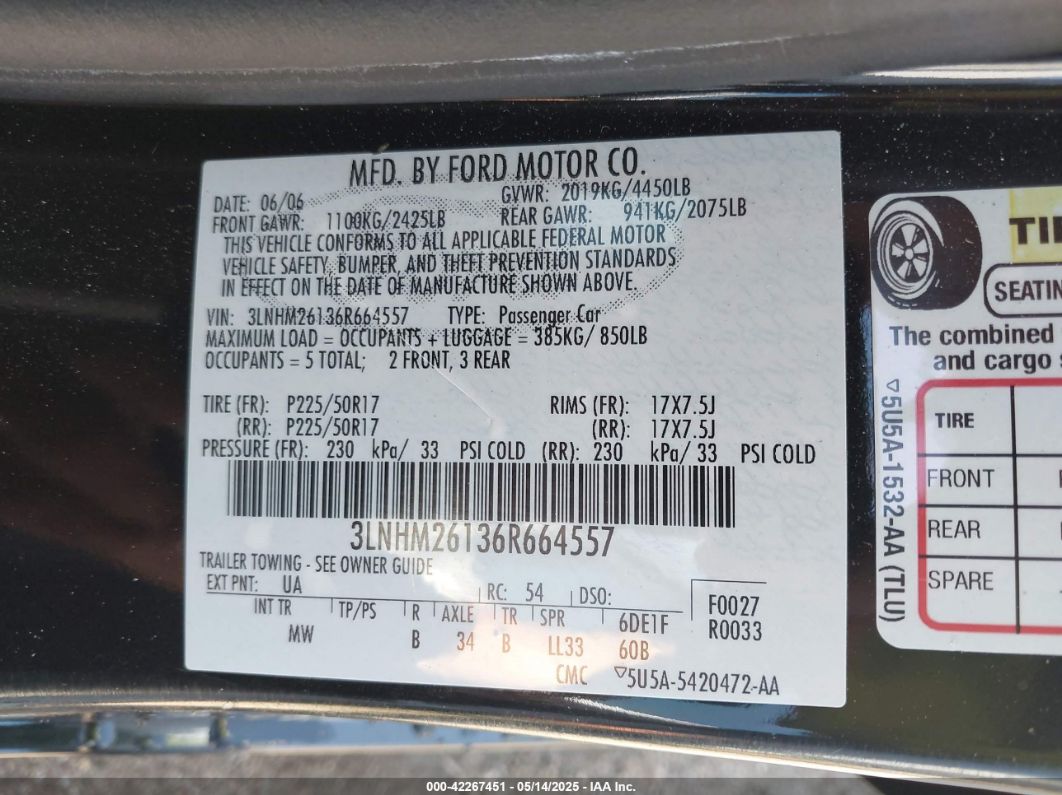 MFD. BY FORD MOTOR CO.
DATE: 06/06 GVWR: 2019KG/4450LB
FRONT GAWR: 1100KG/2425LB REAR GAWR: 941KG/2075LB
THIS VEHICLE CONFORMS TO ALL APPLICABLE FEDERAL MOTOR
VEHICLE SAFETY, BUMPER, AND THEFT PREVENTION STANDARDS
IN EFFECT ON THE DATE OF MANUFACTURE SHOWN ABOVE.
VIN: 3LNHM26136R664557 TYPE: Passenger Car
MAXIMUM LOAD = OCCUPANTS + LUGGAGE = 385KG/ 850LB
OCCUPANTS = 5 TOTAL; 2 FRONT, 3 REAR
TIRE (FR): P225/50R17 RIMS (FR): 17X7.5J
(RR): P225/50R17 (RR): 17X7.5J
PRESSURE (FR): 230 kPa/ 33 PSI COLD (RR): 230 kPa/ 33 PSI COLD
3LNHM26136R664557
TRAILER TOWING - SEE OWNER GUIDE
EXT PNT: UA RC: 54 DSO:
INT TR TP/PS R AXLE TR SPR 6DE1F F0027
MW B 34 B LL33 60B R0033
CMC ▽5U5A-5420472-AA
SEATIN
The combined
and cargo
TIRE
FRONT
REAR
SPARE
▽5U5A-1532-AA (TLU)
000-42267451 - 05/14/2025 - IAA Inc.